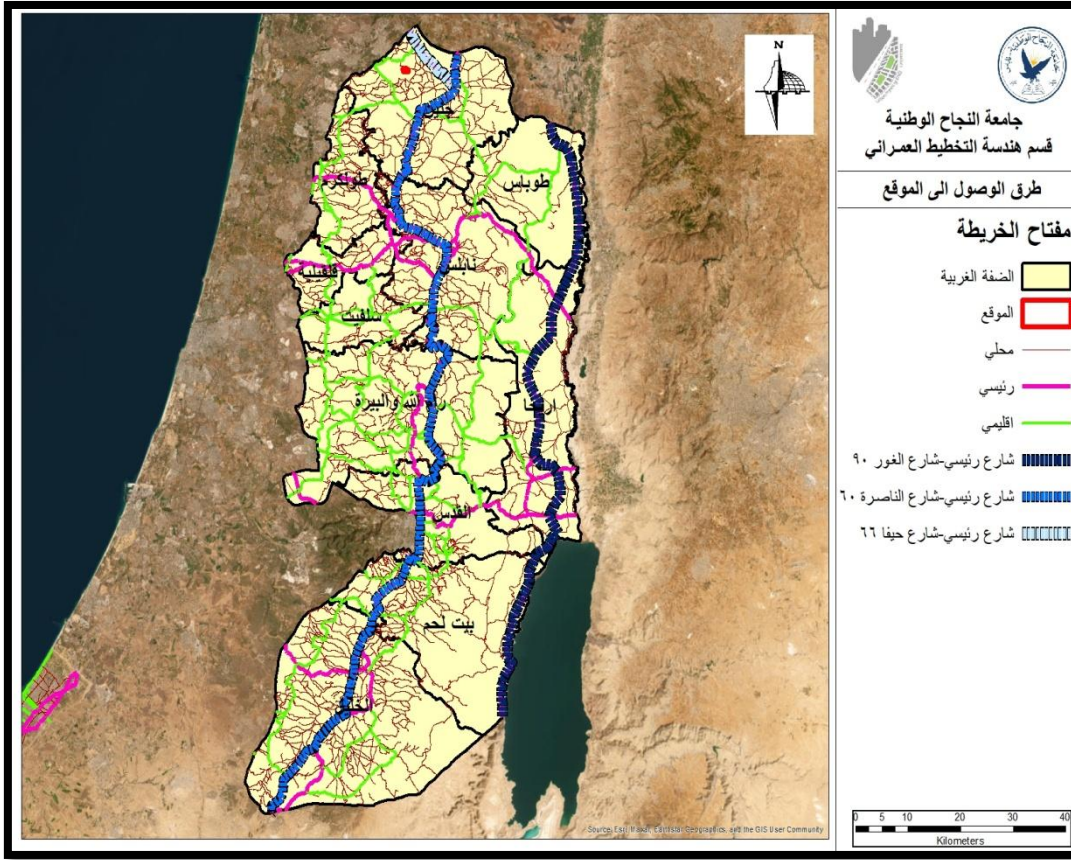 N
جنين
طوباس
طولكرم
نابلس
قلقيلية
سلفيت
رام الله والبيرة
اريحا
القدس
بيت لحم
الخليل
Source: Esri, Maxar, Earthstar Geographics, and the GIS User Community
جامعة النجاح الوطنية
قسم هندسة التخطيط العمراني
طرق الوصول الى الموقع
مفتاح الخريطة
الضفة الغربية
الموقع
محلي
رئيسي
اقليمي
شارع رئيسي-شارع الغور ٩٠
شارع رئيسي-شارع الناصرة ٦٠
شارع رئيسي-شارع حيفا ٦٦
0 5 10 20 30 40
Kilometers